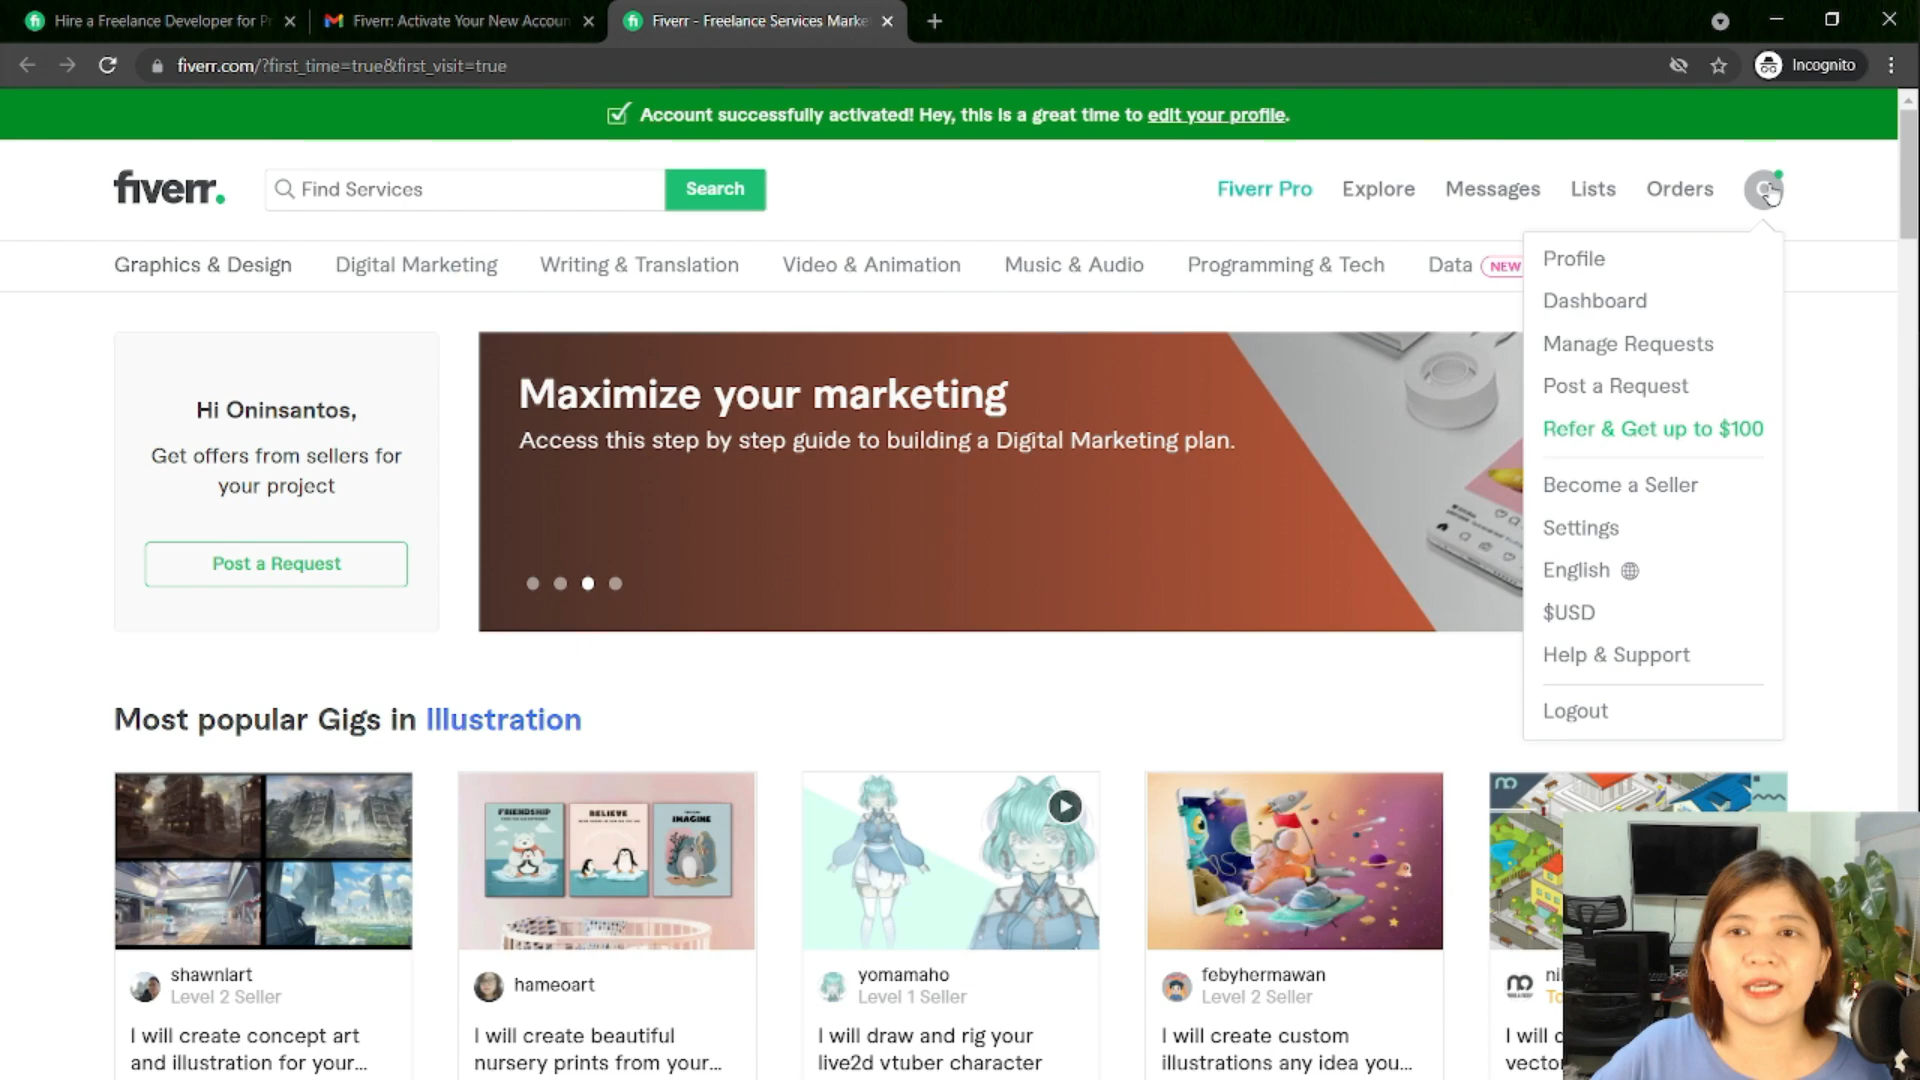 Hire a Freelance Developer for Pr
Fiverr: Activate Your New Accoun
Fiverr - Freelance Services Marke
fiverr.com/?first_time=true&first_visit=true
Incognito
Account successfully activated! Hey, this is a great time to edit your profile.
fiverr.
Find Services
Search
Fiverr Pro
Explore
Messages
Lists
Orders
Graphics & Design
Digital Marketing
Writing & Translation
Video & Animation
Music & Audio
Programming & Tech
Data
NEW
Profile
Dashboard
Manage Requests
Post a Request
Refer & Get up to $100
Become a Seller
Settings
English
$USD
Help & Support
Logout
Hi Oninsantos,
Get offers from sellers for
your project
Post a Request
Maximize your marketing
Access this step by step guide to building a Digital Marketing plan.
Most popular Gigs in Illustration
FRIENDSHIP
BELIEVE
IMAGINE
shawnlart
Level 2 Seller
I will create concept art
and illustration for your...
hameoart
I will create beautiful
nursery prints from your...
yomamaho
Level 1 Seller
I will draw and rig your
live2d vtuber character
febyhermawan
Level 2 Seller
I will create custom
illustrations any idea you...
I will
vector